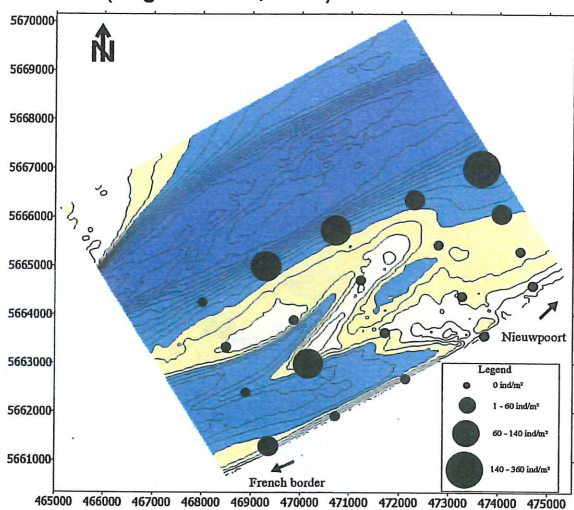 5670000
5669000
5668000
5667000
5666000
5665000
5664000
5663000
5662000
5661000
N
Nieuwpoort
French border
Legend
0 ind/m²
1 - 60 ind/m²
60 - 140 ind/m²
140 - 360 ind/m²
465000 466000 467000 468000 469000 470000 471000 472000 473000 474000 475000